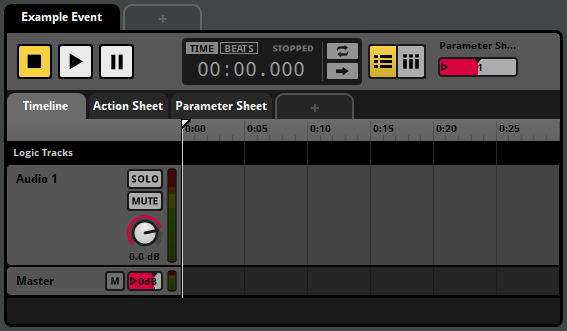 Example Event +
TIME BEATS STOPPED
00:00.000
Parameter Sh...
1
Timeline Action Sheet Parameter Sheet +
0:00 0:05 0:10 0:15 0:20 0:25
Logic Tracks
Audio 1 SOLO
MUTE
0.0 dB
Master M 0dB